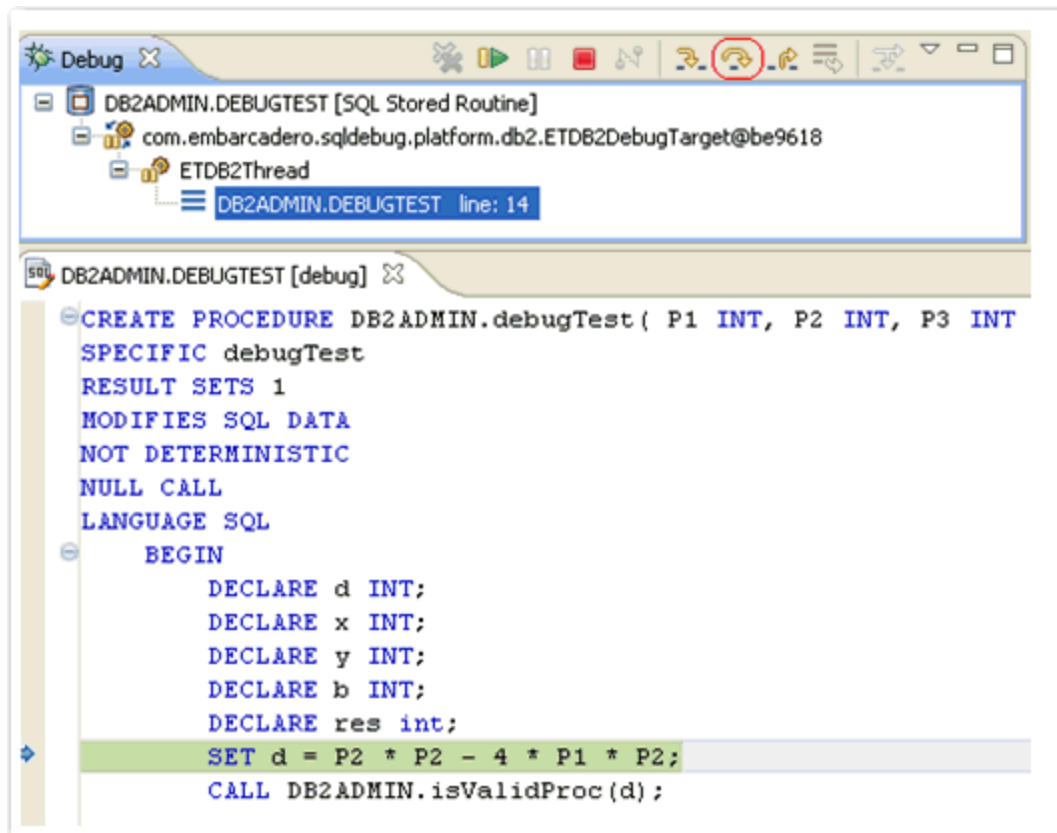 Debug
DB2ADMIN.DEBUGTEST [SQL Stored Routine]
com.embarcadero.sqldebug.platform.db2.ETDB2DebugTarget@be9618
ETDB2Thread
DB2ADMIN.DEBUGTEST line: 14
SQL DB2ADMIN.DEBUGTEST [debug]
CREATE PROCEDURE DB2ADMIN.debugTest( P1 INT, P2 INT, P3 INT
SPECIFIC debugTest
RESULT SETS 1
MODIFIES SQL DATA
NOT DETERMINISTIC
NULL CALL
LANGUAGE SQL
BEGIN
DECLARE d INT;
DECLARE x INT;
DECLARE y INT;
DECLARE b INT;
DECLARE res int;
SET d = P2 * P2 - 4 * P1 * P2;
CALL DB2ADMIN.isValidProc(d);